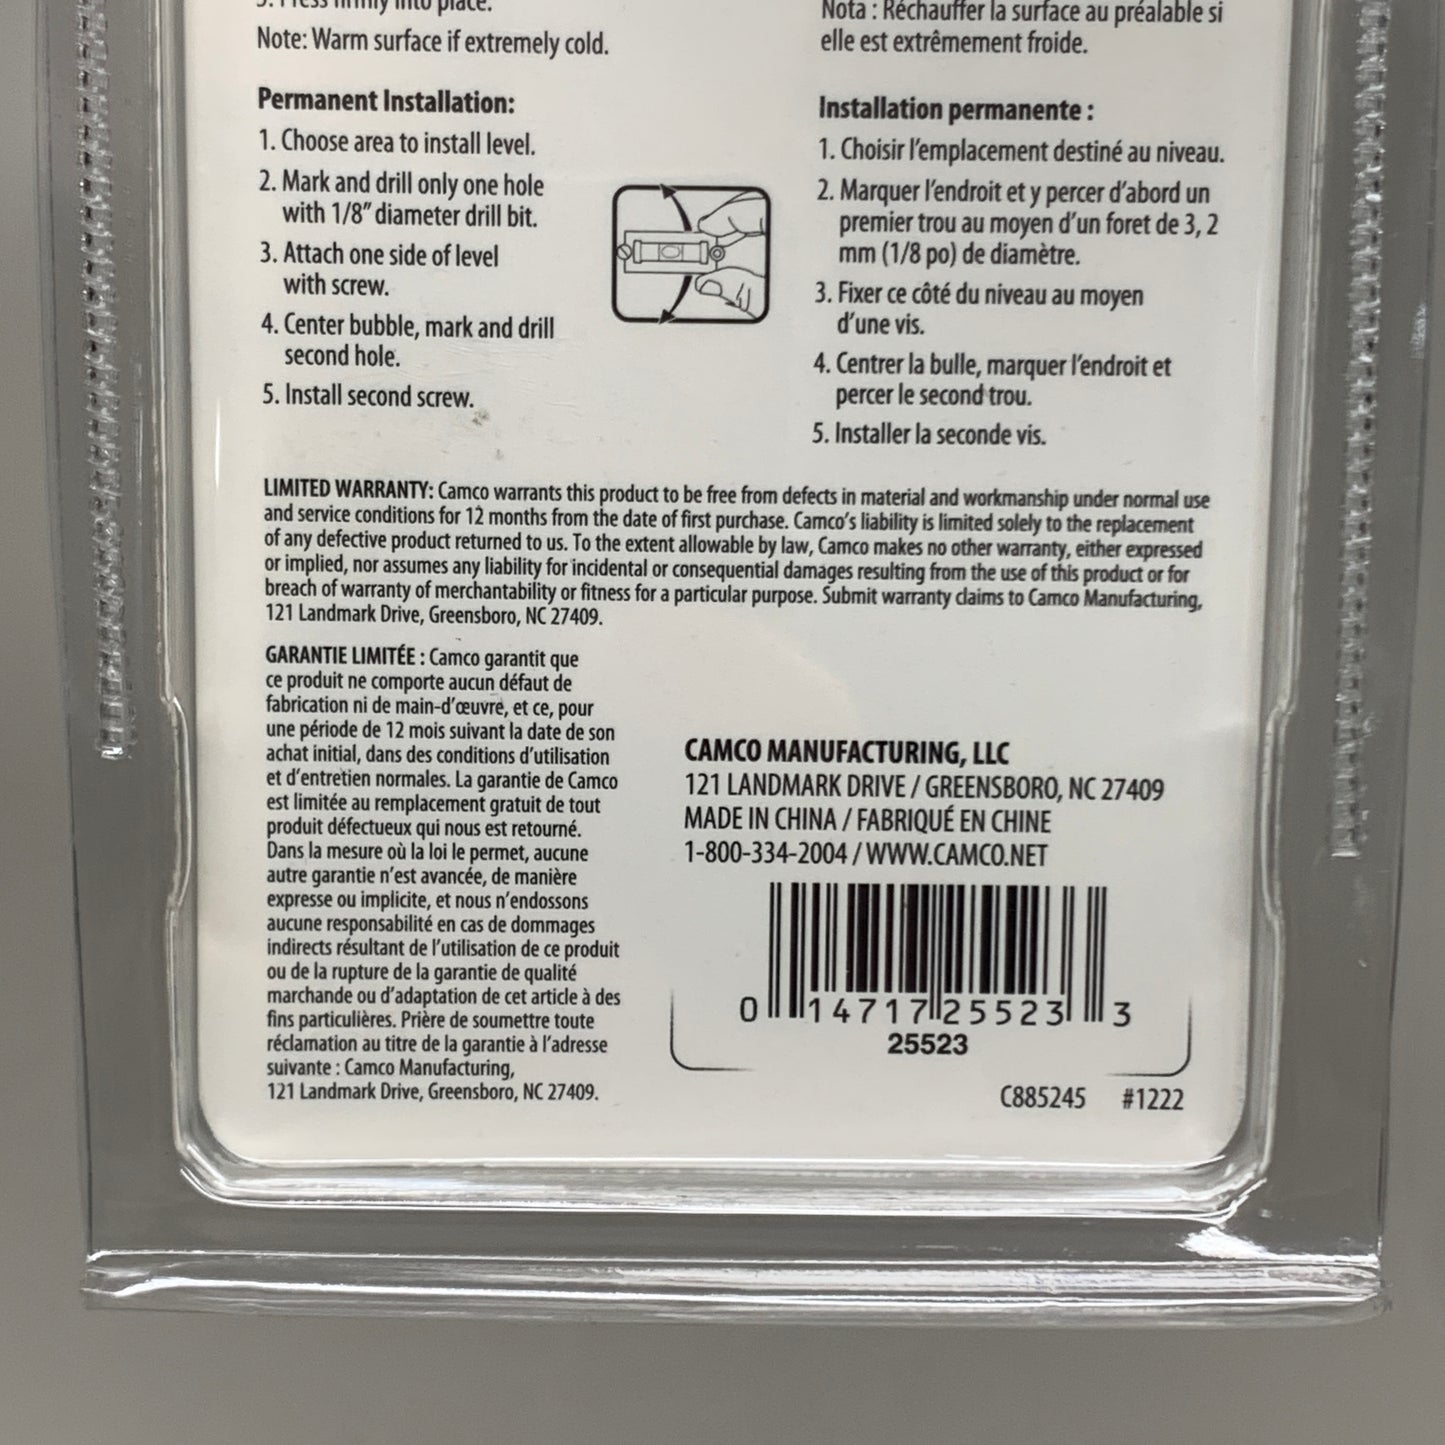 3. Press firmly into place.
Note: Warm surface if extremely cold.
Permanent Installation:
1. Choose area to install level.
2. Mark and drill only one hole
with 1/8" diameter drill bit.
3. Attach one side of level
with screw.
4. Center bubble, mark and drill
second hole.
5. Install second screw.
Nota : Réchauffer la surface au préalable si
elle est extrêmement froide.
Installation permanente :
1. Choisir l'emplacement destiné au niveau.
2. Marquer l'endroit et y percer d'abord un
premier trou au moyen d'un foret de 3, 2
mm (1/8 po) de diamètre.
3. Fixer ce côté du niveau au moyen
d'une vis.
4. Centrer la bulle, marquer l'endroit et
percer le second trou.
5. Installer la seconde vis.
LIMITED WARRANTY: Camco warrants this product to be free from defects in material and workmanship under normal use
and service conditions for 12 months from the date of first purchase. Camco's liability is limited solely to the replacement
of any defective product returned to us. To the extent allowable by law, Camco makes no other warranty, either expressed
or implied, nor assumes any liability for incidental or consequential damages resulting from the use of this product or for
breach of warranty of merchantability or fitness for a particular purpose. Submit warranty claims to Camco Manufacturing,
121 Landmark Drive, Greensboro, NC 27409.
GARANTIE LIMITÉE : Camco garantit que
ce produit ne comporte aucun défaut de
fabrication ni de main-d'œuvre, et ce, pour
une période de 12 mois suivant la date de son
achat initial, dans des conditions d'utilisation
et d'entretien normales. La garantie de Camco
est limitée au remplacement gratuit de tout
produit défectueux qui nous est retourné.
Dans la mesure où la loi le permet, aucune
autre garantie n'est avancée, de manière
expresse ou implicite, et nous n'endossons
aucune responsabilité en cas de dommages
indirects résultant de l'utilisation de ce produit
ou de la rupture de la garantie de qualité
marchande ou d'adaptation de cet article à des
fins particulières. Prière de soumettre toute
réclamation au titre de la garantie à l'adresse
suivante : Camco Manufacturing,
121 Landmark Drive, Greensboro, NC 27409.
CAMCO MANUFACTURING, LLC
121 LANDMARK DRIVE / GREENSBORO, NC 27409
MADE IN CHINA / FABRIQUÉ EN CHINE
1-800-334-2004 / WWW.CAMCO.NET
0 14717 25523 3
25523
C885245 #1222